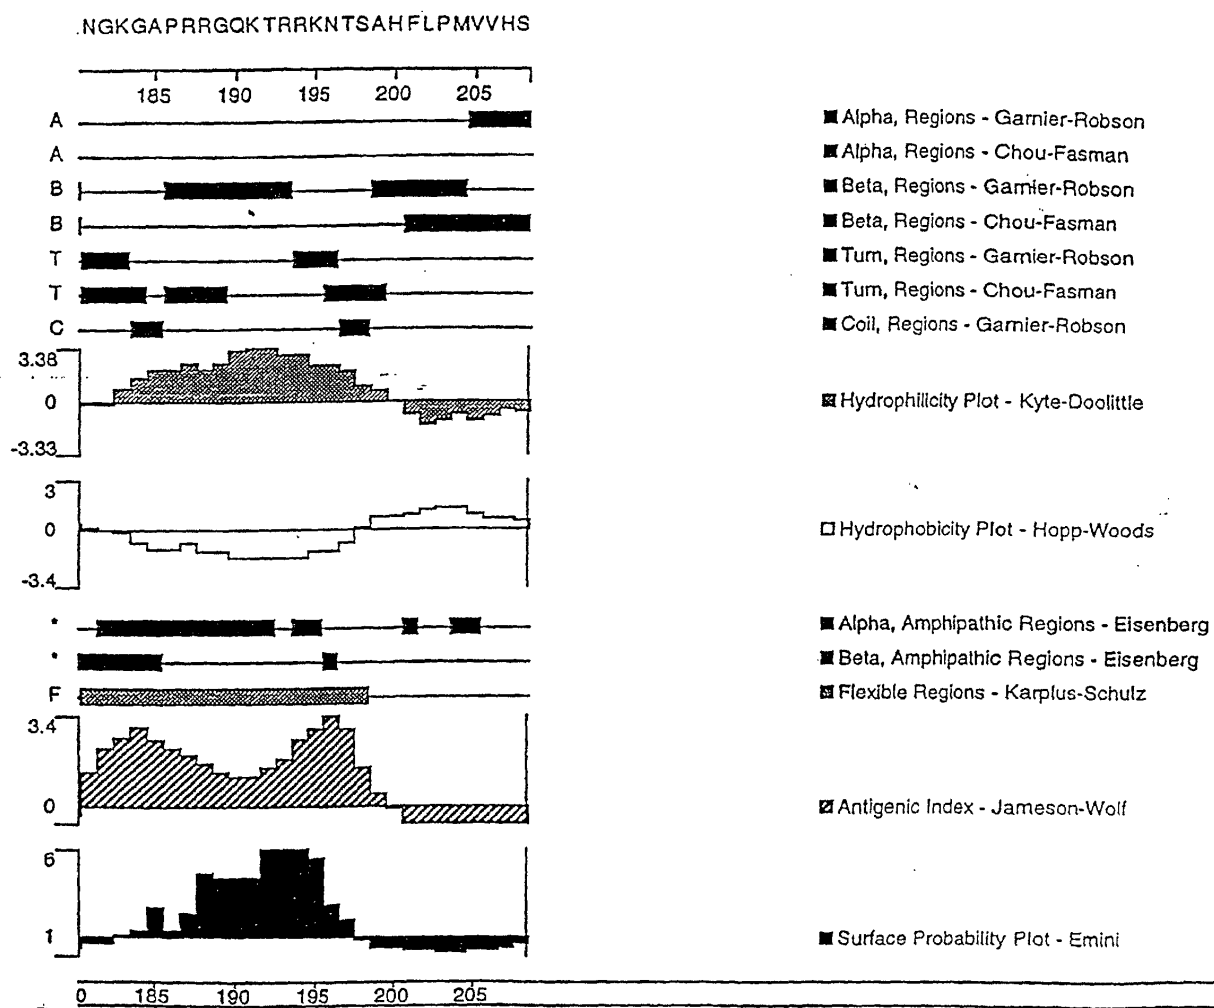 .NGKGAPRRGQKTRRKNTSAHFLPMVVHS
185 190 195 200 205
A Alpha, Regions - Garnier-Robson
A Alpha, Regions - Chou-Fasman
B Beta, Regions - Garnier-Robson
B Beta, Regions - Chou-Fasman
T Turn, Regions - Garnier-Robson
T Turn, Regions - Chou-Fasman
C Coil, Regions - Garnier-Robson
3.38
0 Hydrophilicity Plot - Kyte-Doolittle
-3.33
3
0 Hydrophobicity Plot - Hopp-Woods
-3.4
* Alpha, Amphipathic Regions - Eisenberg
* Beta, Amphipathic Regions - Eisenberg
F Flexible Regions - Karplus-Schulz
3.4
0 Antigenic Index - Jameson-Wolf
6
1 Surface Probability Plot - Emini
0 185 190 195 200 205